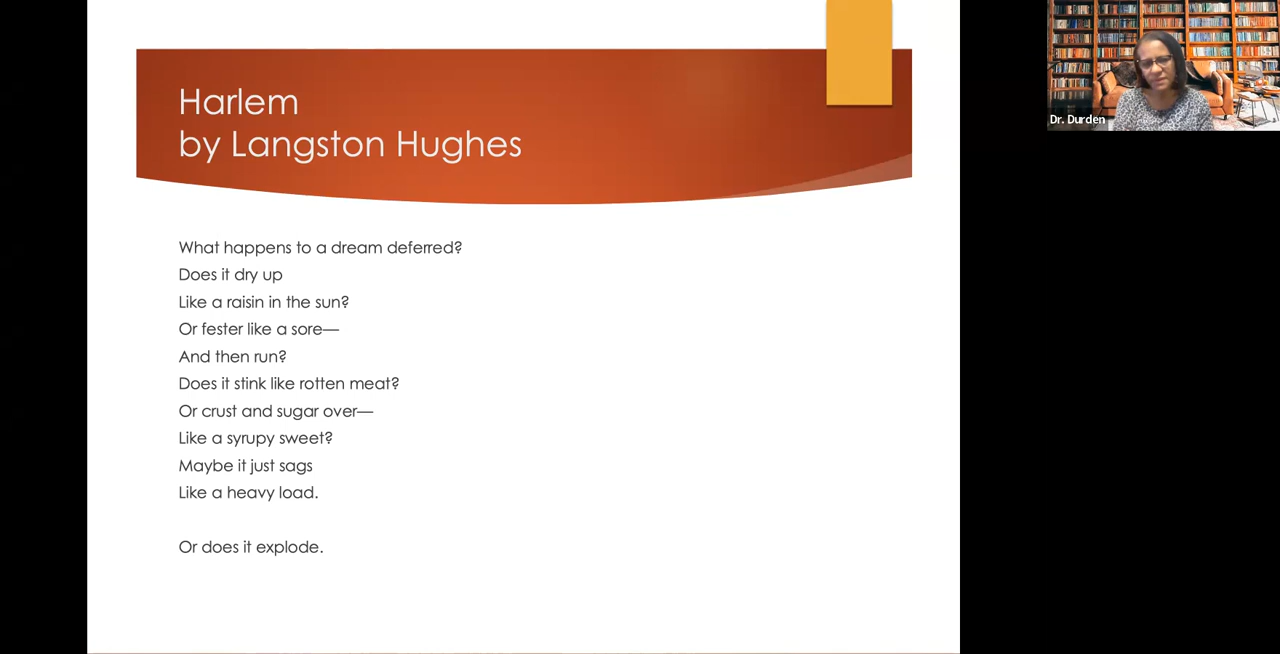 Harlem
by Langston Hughes
What happens to a dream deferred?
Does it dry up
Like a raisin in the sun?
Or fester like a sore—
And then run?
Does it stink like rotten meat?
Or crust and sugar over—
Like a syrupy sweet?
Maybe it just sags
Like a heavy load.
Or does it explode.
Dr. Durden